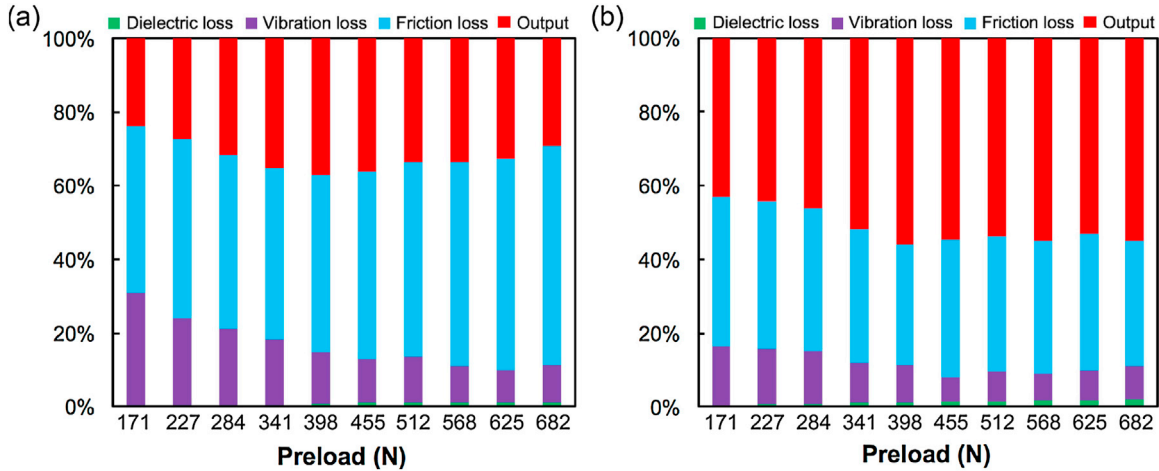 (a)
Dielectric loss Vibration loss Friction loss Output
100%
80%
60%
40%
20%
0%
171 227 284 341 398 455 512 568 625 682
Preload (N)
(b)
Dielectric loss Vibration loss Friction loss Output
100%
80%
60%
40%
20%
0%
171 227 284 341 398 455 512 568 625 682
Preload (N)